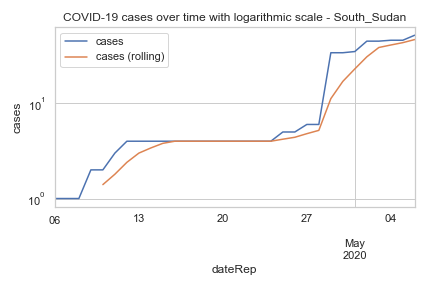 COVID-19 cases over time with logarithmic scale - South_Sudan
cases
cases (rolling)
cases
10¹
10⁰
06 13 20 27 04
May
2020
dateRep